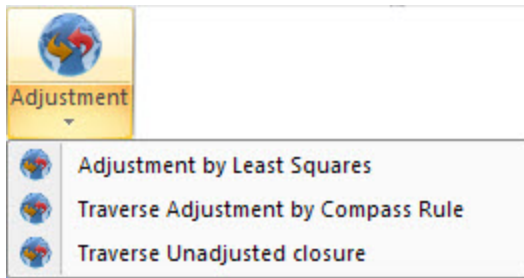 Adjustment
Adjustment by Least Squares
Traverse Adjustment by Compass Rule
Traverse Unadjusted closure